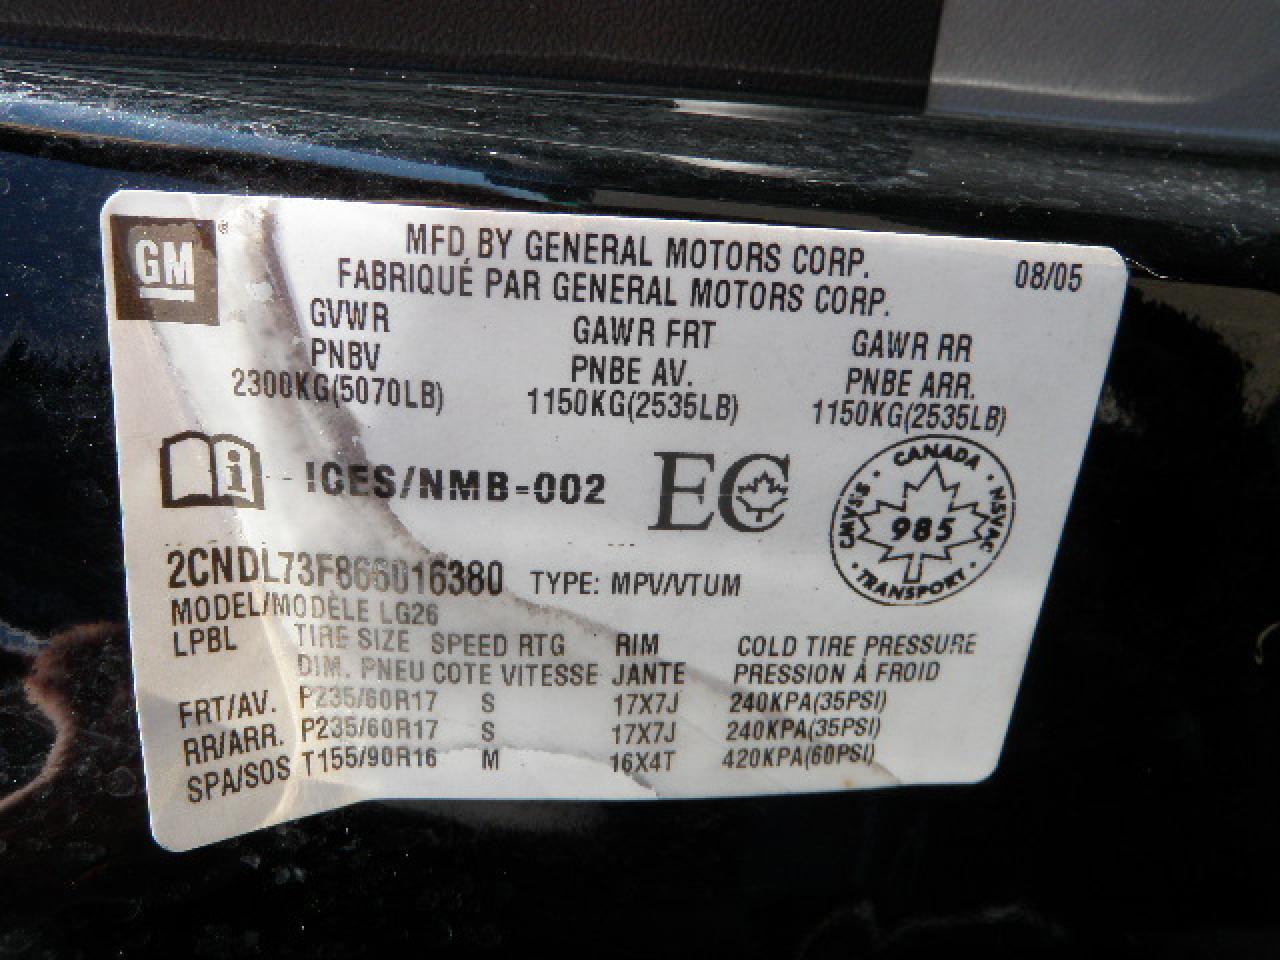 GM®
MFD BY GENERAL MOTORS CORP.
08/05
FABRIQUÉ PAR GENERAL MOTORS CORP.
GVWR GAWR FRT GAWR RR
PNBV PNBE AV. PNBE ARR.
2300KG(5070LB) 1150KG(2535LB) 1150KG(2535LB)
i ICES/NMB-002 EC
CANADA
CMVSS 985 NSVAC
TRANSPORT
2CNDL73F866016380 TYPE: MPV/VTUM
MODEL/MODÈLE LG26
LPBL TIRE SIZE SPEED RTG RIM COLD TIRE PRESSURE
DIM. PNEU COTE VITESSE JANTE PRESSION À FROID
FRT/AV. P235/60R17 S 17X7J 240KPA(35PSI)
RR/ARR. P235/60R17 S 17X7J 240KPA(35PSI)
SPA/SOS T155/90R16 M 16X4T 420KPA(60PSI)